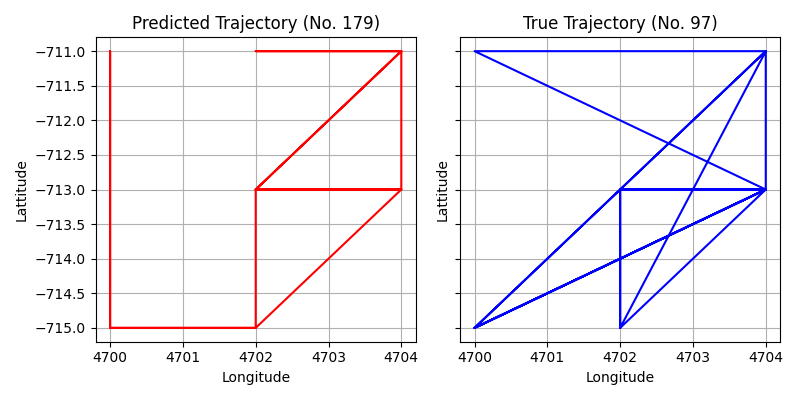 Predicted Trajectory (No. 179)
True Trajectory (No. 97)
Lattitude
−711.0
−711.5
−712.0
−712.5
−713.0
−713.5
−714.0
−714.5
−715.0
4700 4701 4702 4703 4704
Longitude
Lattitude
4700 4701 4702 4703 4704
Longitude